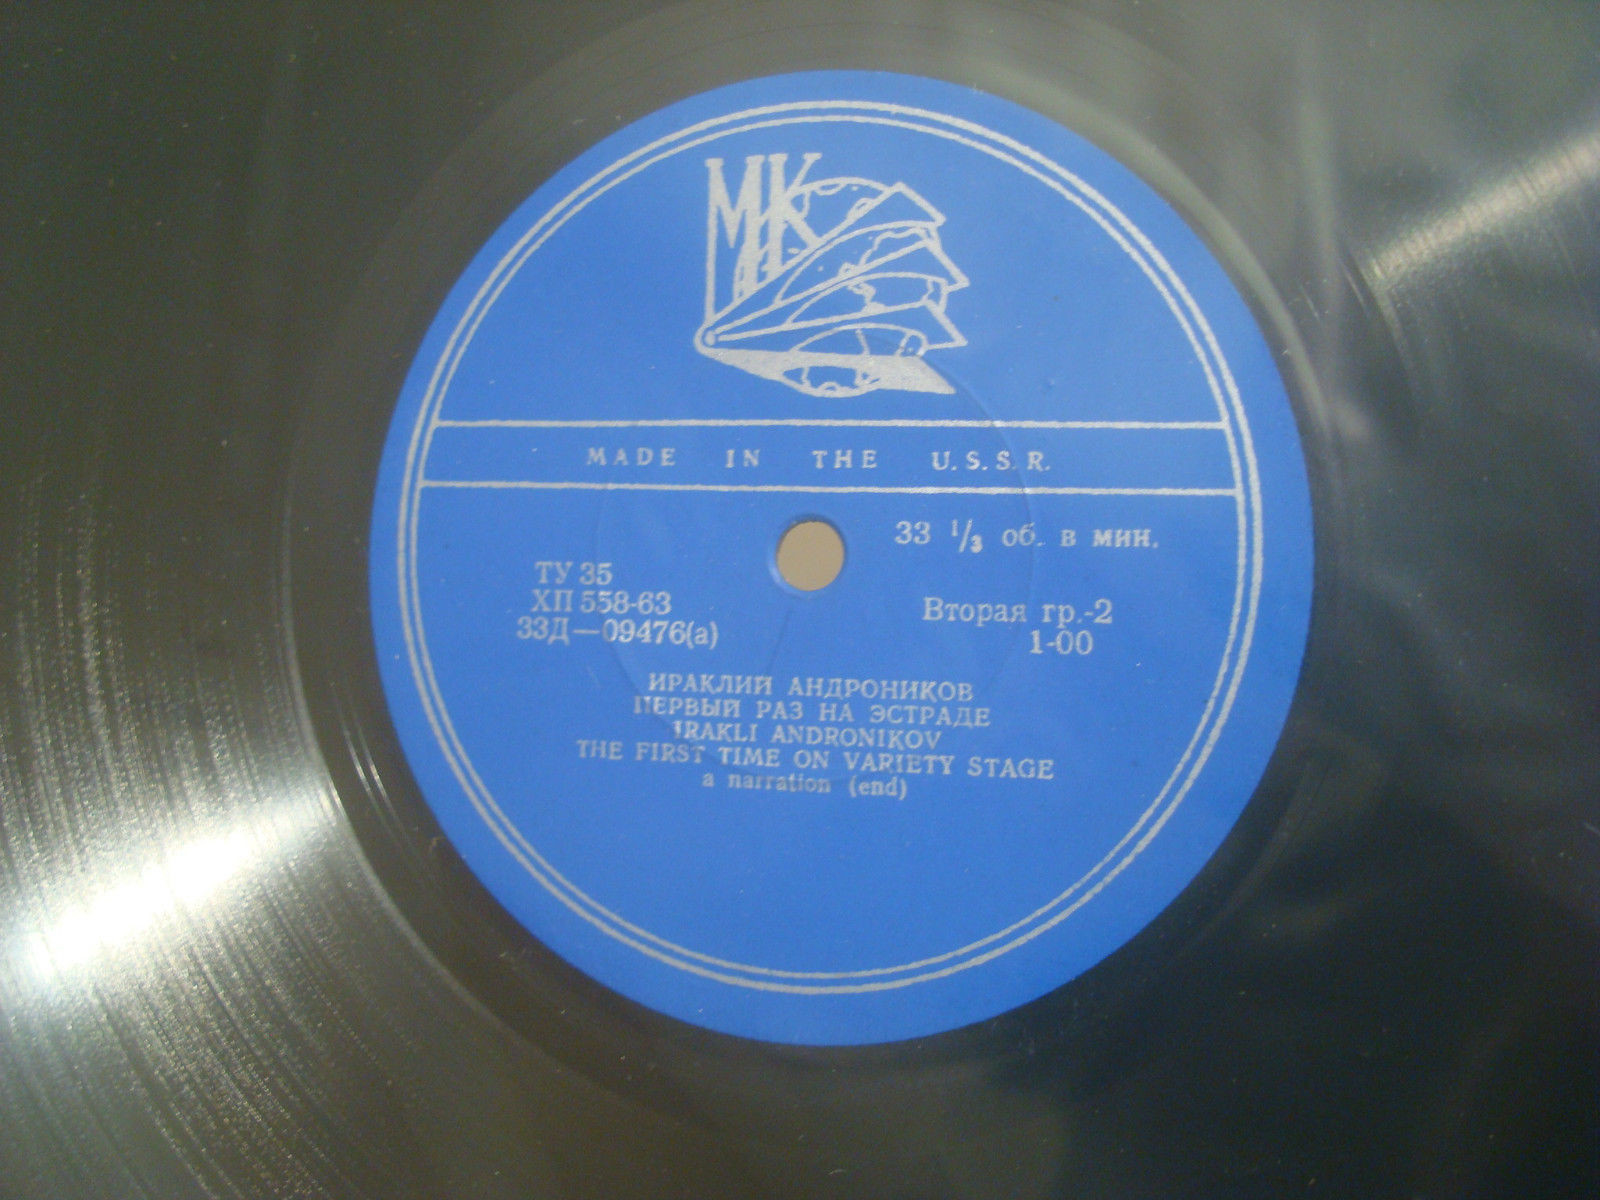 МК
MADE IN THE U.S.S.R.
33 1/3 об. в мин.
ТУ 35
ХП 558-63
33Д—09476(а)
Вторая гр.-2
1-00
ИРАКЛИЙ АНДРОНИКОВ
ПЕРВЫЙ РАЗ НА ЭСТРАДЕ
IRAKLI ANDRONIKOV
THE FIRST TIME ON VARIETY STAGE
a narration (end)